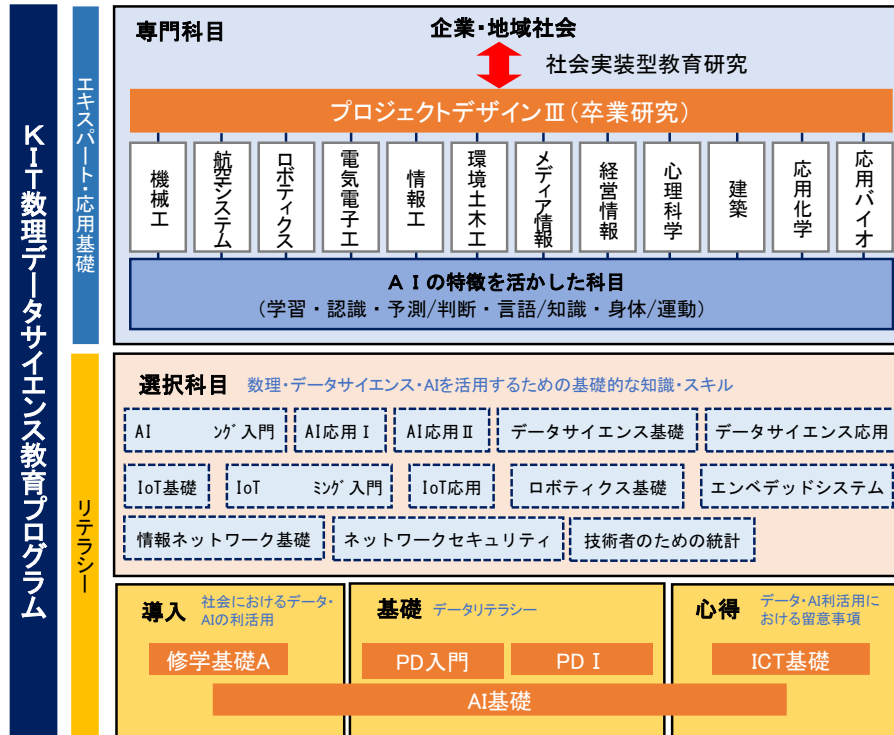 KIT数理データサイエンス教育プログラム
エキスパート・応用基礎
専門科目
企業・地域社会
社会実装型教育研究
プロジェクトデザインⅢ(卒業研究)
機械工
航空システム
ロボティクス
電気電子工
情報工
環境土木工
メディア情報
経営情報
心理科学
建築
応用化学
応用バイオ
AIの特徴を活かした科目
(学習・認識・予測/判断・言語/知識・身体/運動)
リテラシー
選択科目 数理・データサイエンス・AIを活用するための基礎的な知識・スキル
AI ング入門
AI応用Ⅰ
AI応用Ⅱ
データサイエンス基礎
データサイエンス応用
IoT基礎
IoT ミング入門
IoT応用
ロボティクス基礎
エンベデッドシステム
情報ネットワーク基礎
ネットワークセキュリティ
技術者のための統計
導入 社会におけるデータ・
AIの利活用
修学基礎A
基礎 データリテラシー
PD入門
PDⅠ
心得 データ・AI利活用に
おける留意事項
ICT基礎
AI基礎